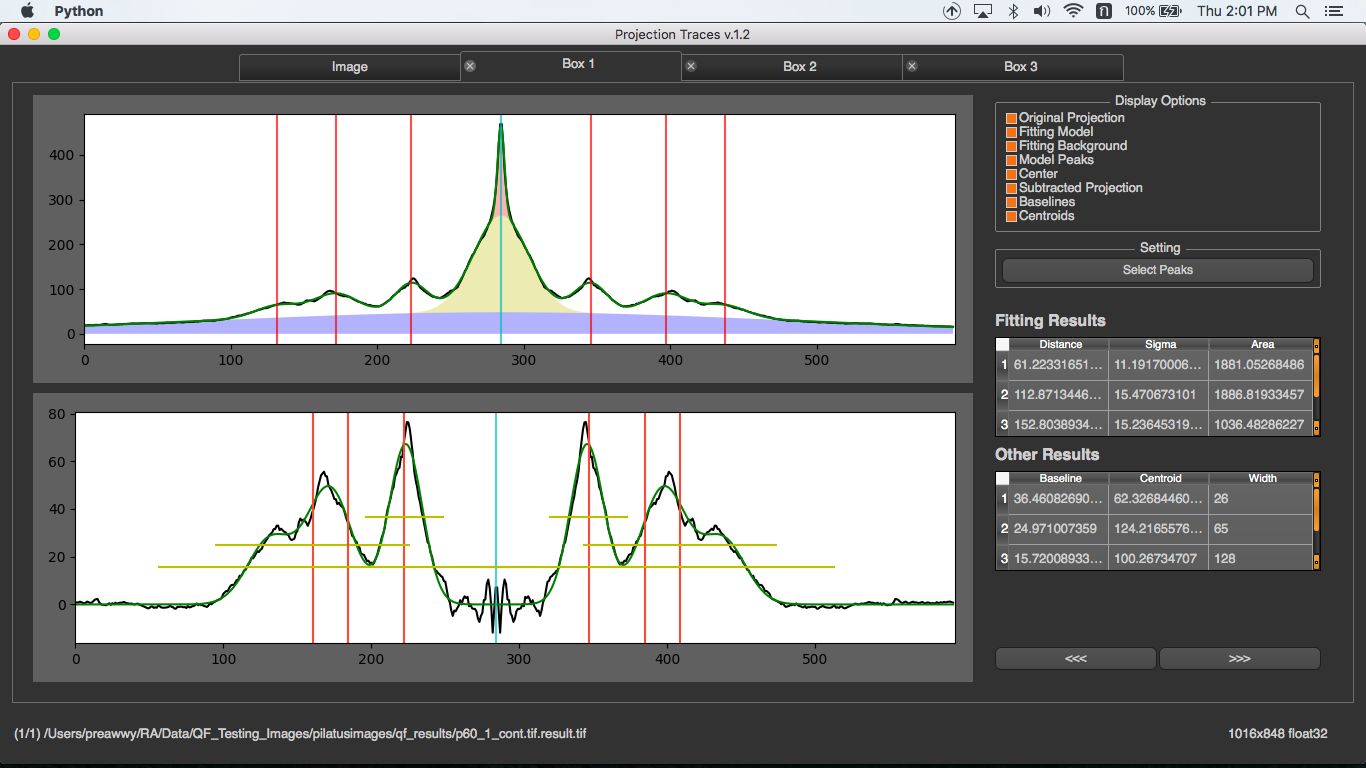 Python 100% Thu 2:01 PM
Projection Traces v.1.2
Image Box 1 Box 2 Box 3
400
300
200
100
0
0 100 200 300 400 500
80
60
40
20
0
0 100 200 300 400 500
Display Options
Original Projection
Fitting Model
Fitting Background
Model Peaks
Center
Subtracted Projection
Baselines
Centroids
Setting
Select Peaks
Fitting Results
Distance Sigma Area
1 61.22331651... 11.19170006... 1881.05268486
2 112.8713446... 15.470673101 1886.81933457
3 152.8038934... 15.23645319... 1036.48286227
Other Results
Baseline Centroid Width
1 36.46082690... 62.32684460... 26
2 24.971007359 124.2165576... 65
3 15.72008933... 100.26734707 128
<<< >>>
(1/1) /Users/preawwy/RA/Data/QF_Testing_Images/pilatusimages/qf_results/p60_1_cont.tif.result.tif 1016x848 float32